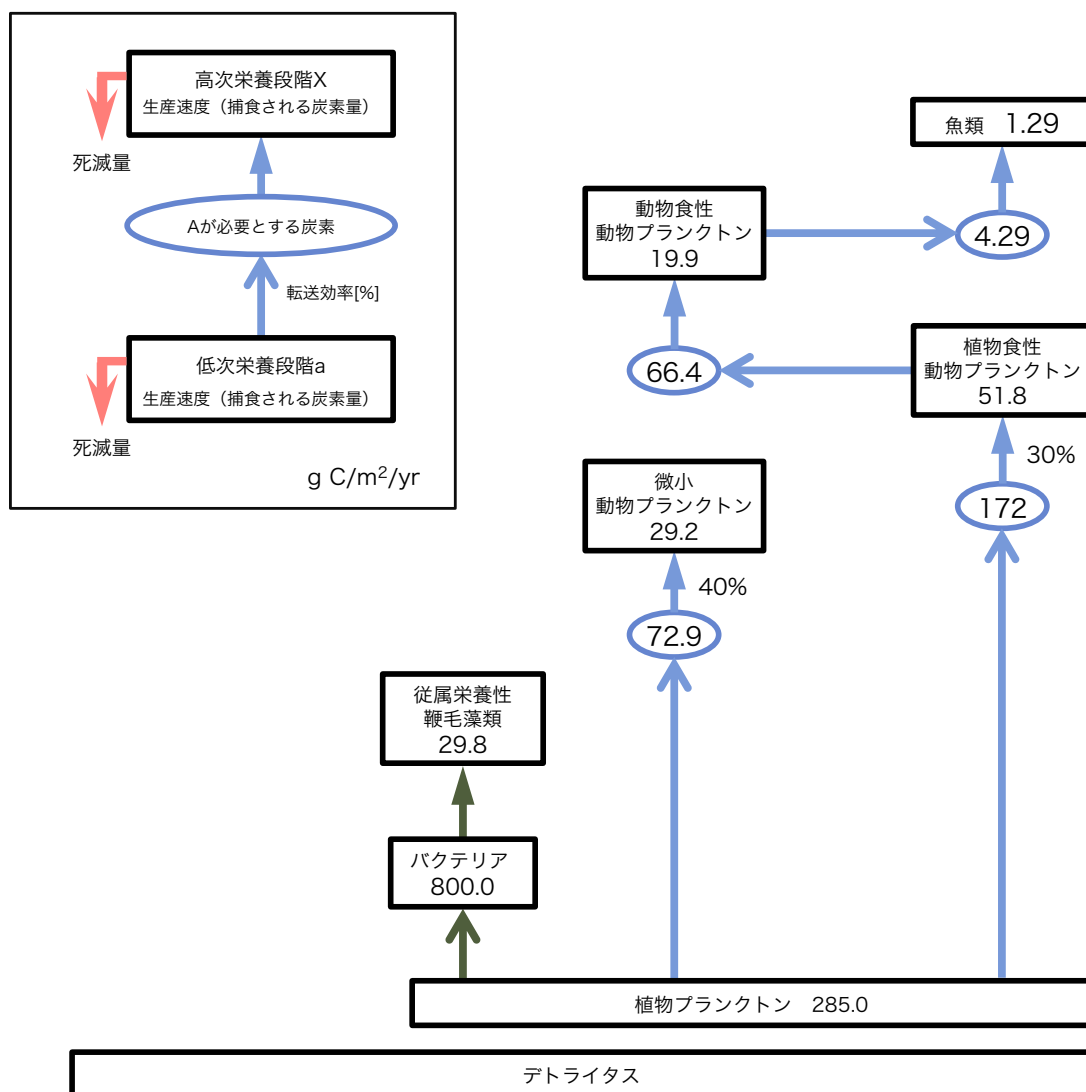 高次栄養段階X
生産速度（捕食される炭素量）
死滅量
Aが必要とする炭素
転送効率[%]
低次栄養段階a
生産速度（捕食される炭素量）
死滅量
g C/m²/yr
魚類　1.29
動物食性
動物プランクトン
19.9
4.29
植物食性
動物プランクトン
51.8
66.4
30%
微小
動物プランクトン
29.2
172
40%
72.9
従属栄養性
鞭毛藻類
29.8
バクテリア
800.0
植物プランクトン　285.0
デトライタス